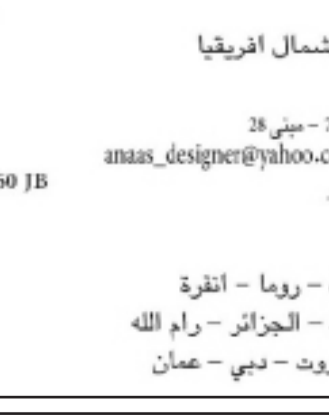 شمال افريقيا
– مبنى 28
anaas_designer@yahoo.c
60 JB
– روما – انقرة
– الجزائر – رام الله
– دبي – عمان